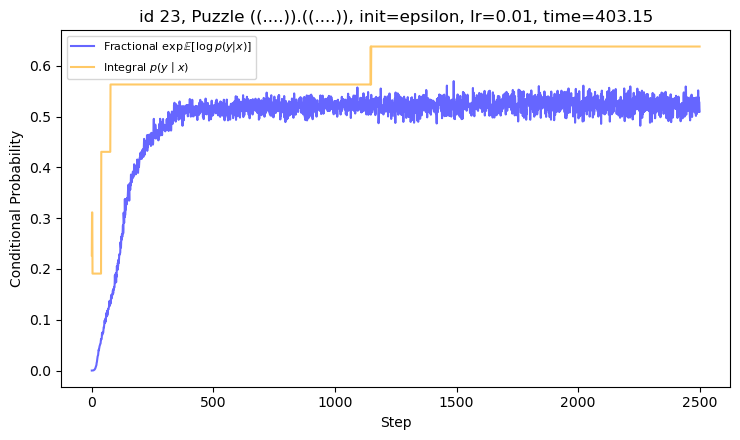 id 23, Puzzle ((....)).((....)), init=epsilon, lr=0.01, time=403.15
Fractional exp𝔼[log p(y|x)]
Integral p(y | x)
Conditional Probability
0.6
0.5
0.4
0.3
0.2
0.1
0.0
0 500 1000 1500 2000 2500
Step